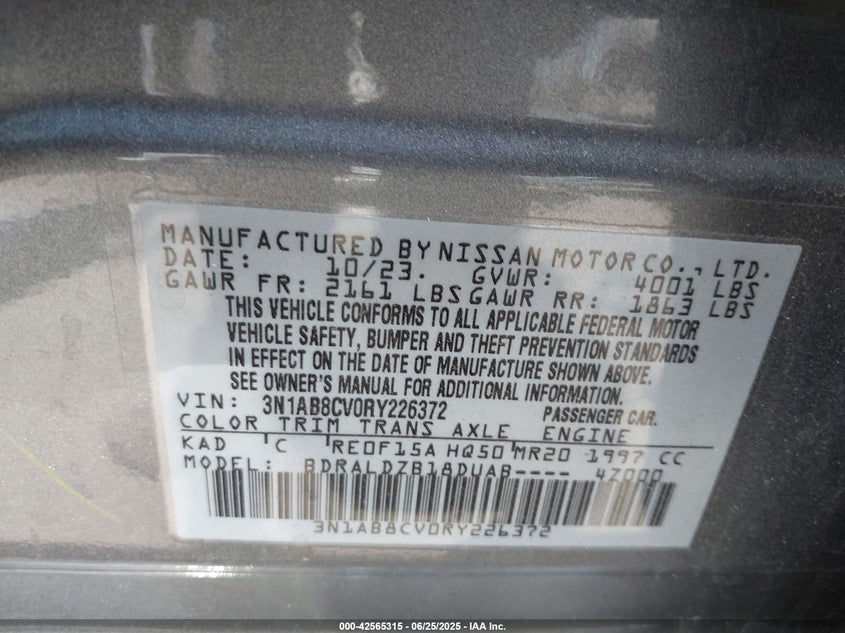 MANUFACTURED BY NISSAN MOTOR CO., LTD.
DATE: 10/23. GVWR: 4001 LBS
GAWR FR: 2161 LBS GAWR RR: 1863 LBS
THIS VEHICLE CONFORMS TO ALL APPLICABLE FEDERAL MOTOR
VEHICLE SAFETY, BUMPER AND THEFT PREVENTION STANDARDS
IN EFFECT ON THE DATE OF MANUFACTURE SHOWN ABOVE.
SEE OWNER'S MANUAL FOR ADDITIONAL INFORMATION.
VIN: 3N1AB8CV0RY226372 PASSENGER CAR.
COLOR TRIM TRANS AXLE ENGINE
KAD C RE0F15A HQ50 MR20 1997 CC
MODEL: BDRALDZB18DUAB---- 4Z000
3N1AB8CV0RY226372
000-42565315 - 06/25/2025 - IAA Inc.